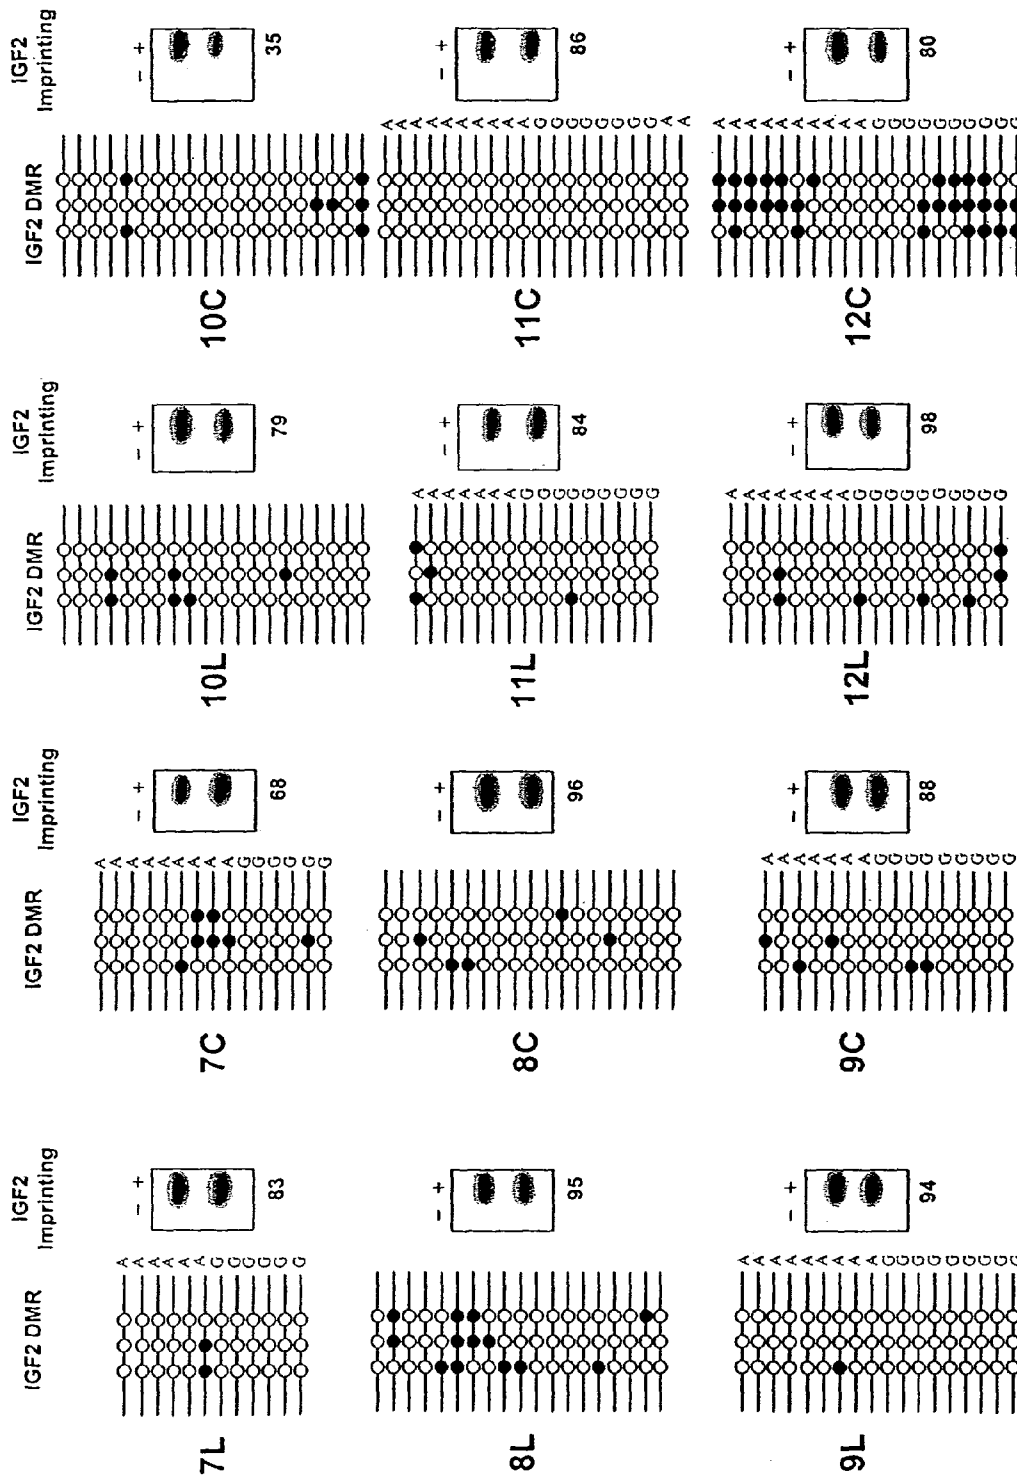 IGF2 DMR
IGF2
Imprinting
IGF2 DMR
IGF2
Imprinting
IGF2 DMR
IGF2
Imprinting
IGF2 DMR
IGF2
Imprinting
7L
A
A
A
A
A
A
G
G
G
G
G
G
- +
83
7C
A
A
A
A
A
A
A
A
A
G
G
G
G
G
G
- +
68
10L
- +
79
10C
- +
35
8L
- +
95
8C
- +
96
11L
A
A
A
A
A
A
A
G
G
G
G
G
G
G
G
G
- +
84
11C
A
A
A
A
A
A
A
A
A
A
G
G
G
G
G
G
G
G
A
A
- +
86
9L
A
A
A
A
A
A
A
A
A
G
G
G
G
G
G
G
G
G
- +
94
9C
A
A
A
A
A
A
A
G
G
G
G
G
G
G
G
G
- +
88
12L
A
A
A
A
A
A
A
A
G
G
G
G
G
G
G
G
G
G
- +
98
12C
A
A
A
A
A
A
A
A
A
A
G
G
G
G
G
G
G
G
G
G
- +
80